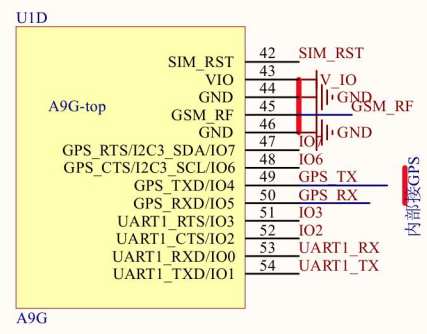 U1D
A9G-top
SIM_RST 42 SIM_RST
VIO 43 V_IO
GND 44 GND
GSM_RF 45 GSM_RF
GND 46 GND
GPS_RTS/I2C3_SDA/IO7 47 IO7
GPS_CTS/I2C3_SCL/IO6 48 IO6
GPS_TXD/IO4 49 GPS_TX
GPS_RXD/IO5 50 GPS_RX
UART1_RTS/IO3 51 IO3
UART1_CTS/IO2 52 IO2
UART1_RXD/IO0 53 UART1_RX
UART1_TXD/IO1 54 UART1_TX
内部接GPS
A9G